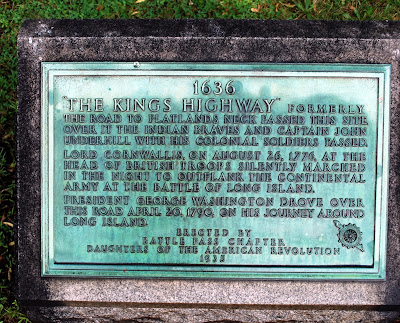 1636
"THE KINGS HIGHWAY" FORMERLY
THE ROAD TO FLATLANDS NECK PASSED THIS SITE.
OVER IT THE INDIAN BRAVES AND CAPTAIN JOHN
UNDERHILL WITH HIS COLONIAL SOLDIERS PASSED.
LORD CORNWALLIS, ON AUGUST 26, 1776, AT THE
HEAD OF BRITISH TROOPS SILENTLY MARCHED
IN THE NIGHT TO OUTFLANK THE CONTINENTAL
ARMY AT THE BATTLE OF LONG ISLAND.
PRESIDENT GEORGE WASHINGTON DROVE OVER
THIS ROAD APRIL 20, 1790, ON HIS JOURNEY AROUND
LONG ISLAND.
ERECTED BY
BATTLE PASS CHAPTER
DAUGHTERS OF THE AMERICAN REVOLUTION